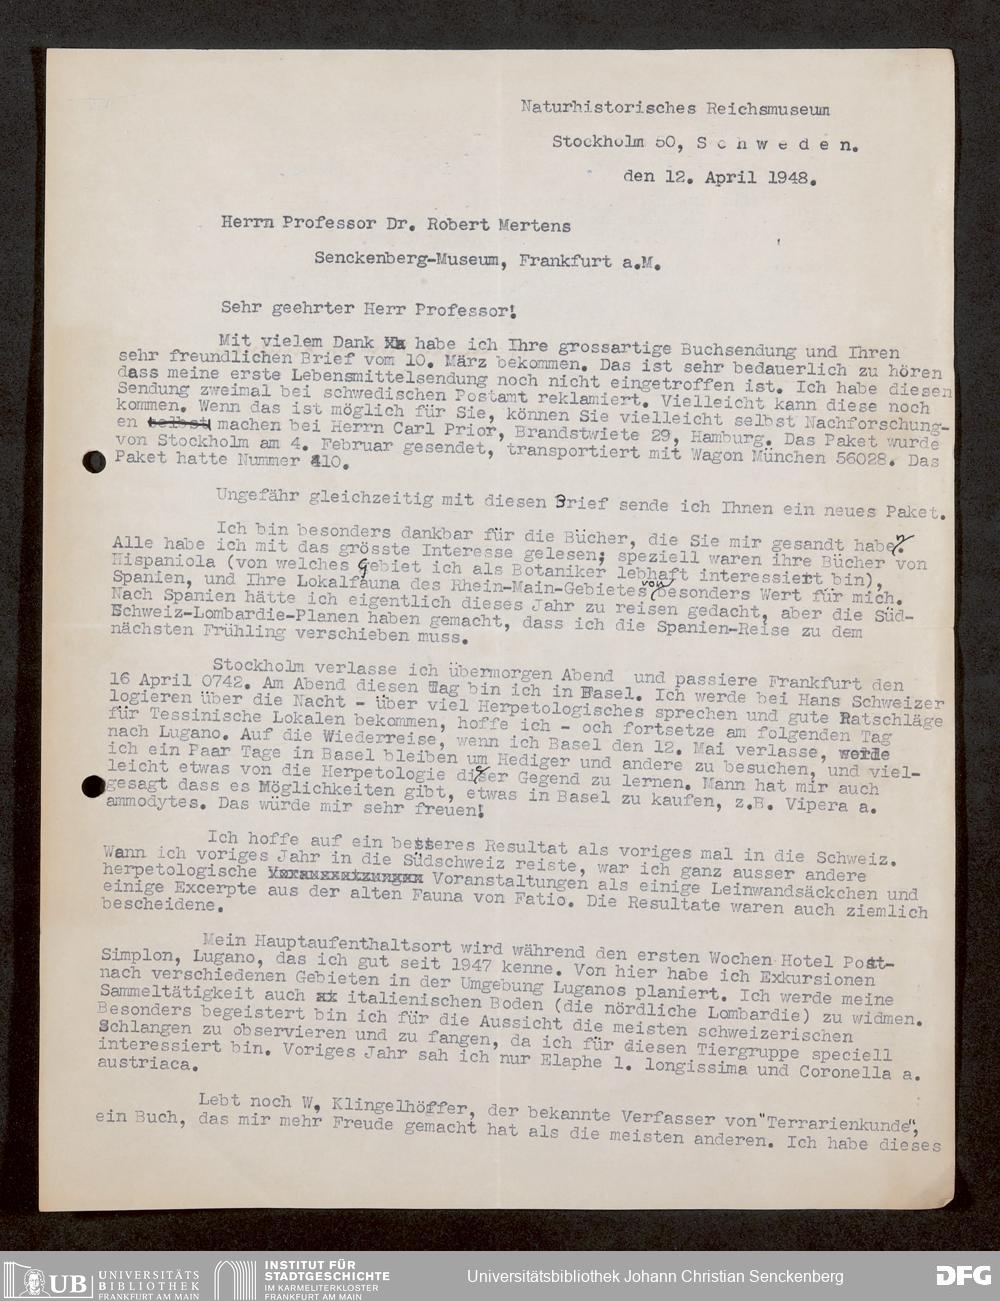 Naturhistorisches Reichsmuseum
Stockholm 50, S c h w e d e n.
den 12. April 1948.
Herrn Professor Dr. Robert Mertens
Senckenberg-Museum, Frankfurt a.M.
Sehr geehrter Herr Professor!
Mit vielem Dank habe ich Ihre grossartige Buchsendung und Ihren
sehr freundlichen Brief vom 10. März bekommen. Das ist sehr bedauerlich zu hören
dass meine erste Lebensmittelsendung noch nicht eingetroffen ist. Ich habe diesen
Sendung zweimal bei schwedischen Postamt reklamiert. Vielleicht kann diese noch
kommen. Wenn das ist möglich für Sie, können Sie vielleicht selbst Nachforschung-
en selbst machen bei Herrn Carl Prior, Brandstwiete 29, Hamburg. Das Paket wurde
von Stockholm am 4. Februar gesendet, transportiert mit Wagon München 56028. Das
Paket hatte Nummer 410.
Ungefähr gleichzeitig mit diesen Brief sende ich Ihnen ein neues Paket.
Ich bin besonders dankbar für die Bücher, die Sie mir gesandt haben.
Alle habe ich mit das grösste Interesse gelesen; speziell waren ihre Bücher von
Hispaniola (von welches Gebiet ich als Botaniker lebhaft interessiert bin),
Spanien, und Ihre Lokalfauna des Rhein-Main-Gebietes von besonders Wert für mich.
Nach Spanien hätte ich eigentlich dieses Jahr zu reisen gedacht, aber die Süd-
Schweiz-Lombardie-Planen haben gemacht, dass ich die Spanien-Reise zu dem
nächsten Frühling verschieben muss.
Stockholm verlasse ich übermorgen Abend und passiere Frankfurt den
16 April 0742. Am Abend diesen Tag bin ich in Basel. Ich werde bei Hans Schweizer
logieren über die Nacht - über viel Herpetologisches sprechen und gute Ratschläge
für Tessinische Lokalen bekommen, hoffe ich - och fortsetze am folgenden Tag
nach Lugano. Auf die Wiederreise, wenn ich Basel den 12. Mai verlasse, werde
ich ein Paar Tage in Basel bleiben um Hediger und andere zu besuchen, und viel-
leicht etwas von die Herpetologie dieser Gegend zu lernen. Mann hat mir auch
gesagt dass es Möglichkeiten gibt, etwas in Basel zu kaufen, z.B. Vipera a.
ammodytes. Das würde mir sehr freuen!
Ich hoffe auf ein besseres Resultat als voriges mal in die Schweiz.
Wann ich voriges Jahr in die Südschweiz reiste, war ich ganz ausser andere
herpetologische Voranstaltungen als einige Leinwandsäckchen und
einige Excerpte aus der alten Fauna von Fatio. Die Resultate waren auch ziemlich
bescheidene.
Mein Hauptaufenthaltsort wird während den ersten Wochen Hotel Post-
Simplon, Lugano, das ich gut seit 1947 kenne. Von hier habe ich Exkursionen
nach verschiedenen Gebieten in der Umgebung Luganos planiert. Ich werde meine
Sammeltätigkeit auch italienischen Boden (die nördliche Lombardie) zu widmen.
Besonders begeistert bin ich für die Aussicht die meisten schweizerischen
Schlangen zu observieren und zu fangen, da ich für diesen Tiergruppe speciell
interessiert bin. Voriges Jahr sah ich nur Elaphe l. longissima und Coronella a.
austriaca.
Lebt noch W. Klingelhöffer, der bekannte Verfasser von "Terrarienkunde",
ein Buch, das mir mehr Freude gemacht hat als die meisten anderen. Ich habe dieses
UB UNIVERSITÄTS
BIBLIOTHEK
FRANKFURT AM MAIN
INSTITUT FÜR
STADTGESCHICHTE
IM KARMELITERKLOSTER
FRANKFURT AM MAIN
Universitätsbibliothek Johann Christian Senckenberg
DFG